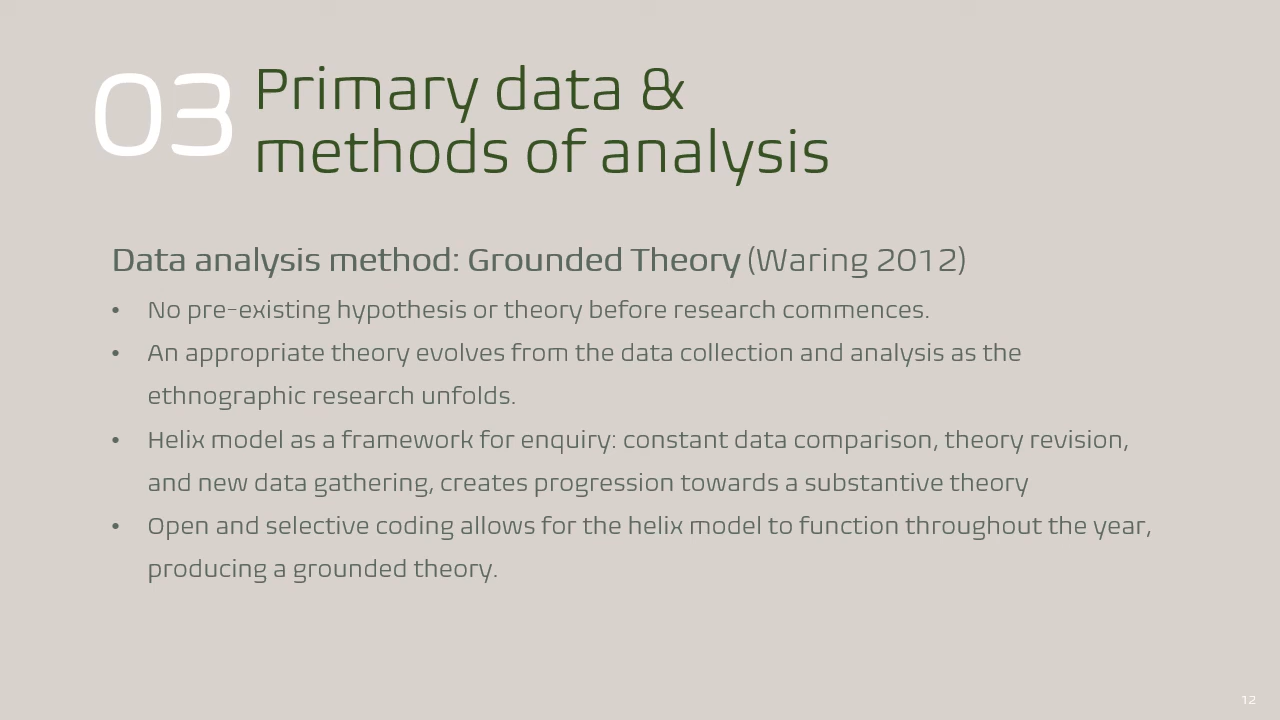 03
Primary data &
methods of analysis
Data analysis method: Grounded Theory (Waring 2012)
• No pre-existing hypothesis or theory before research commences.
• An appropriate theory evolves from the data collection and analysis as the
ethnographic research unfolds.
• Helix model as a framework for enquiry: constant data comparison, theory revision,
and new data gathering, creates progression towards a substantive theory
• Open and selective coding allows for the helix model to function throughout the year,
producing a grounded theory.
12